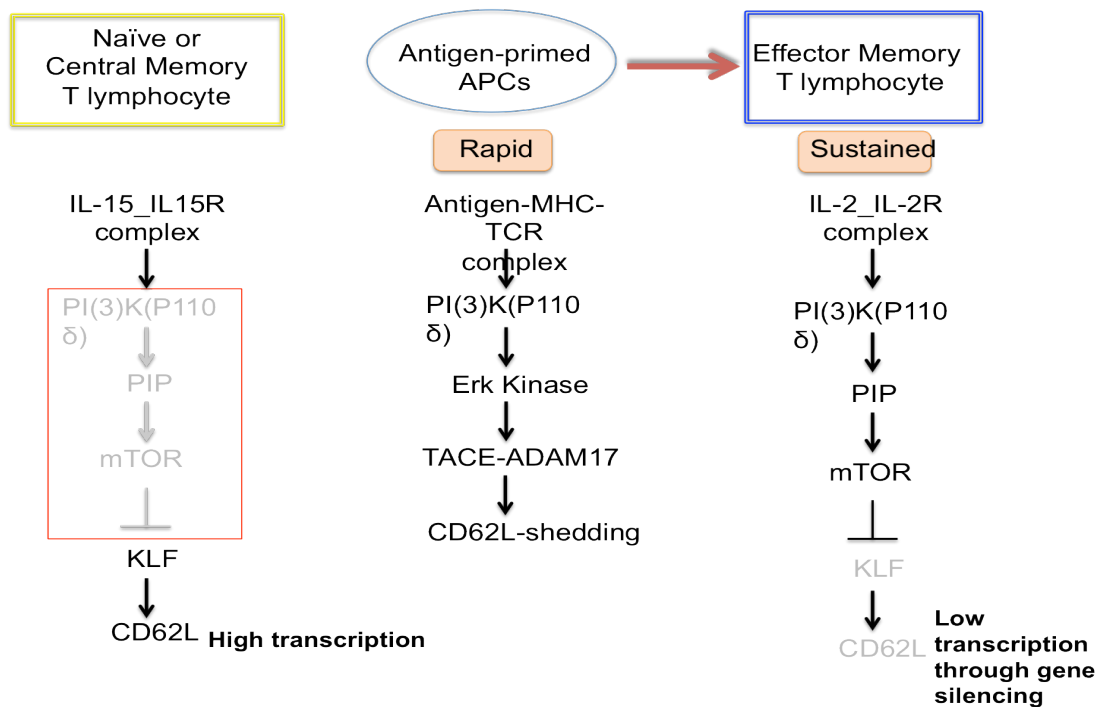 Naïve or
Central Memory
T lymphocyte
Antigen-primed
APCs
Effector Memory
T lymphocyte
Rapid
Sustained
IL-15_IL15R
complex
PI(3)K(P110
δ)
PIP
mTOR
KLF
CD62L
High transcription
Antigen-MHC-
TCR
complex
PI(3)K(P110
δ)
Erk Kinase
TACE-ADAM17
CD62L-shedding
IL-2_IL-2R
complex
PI(3)K(P110
δ)
PIP
mTOR
KLF
CD62L
Low
transcription
through gene
silencing